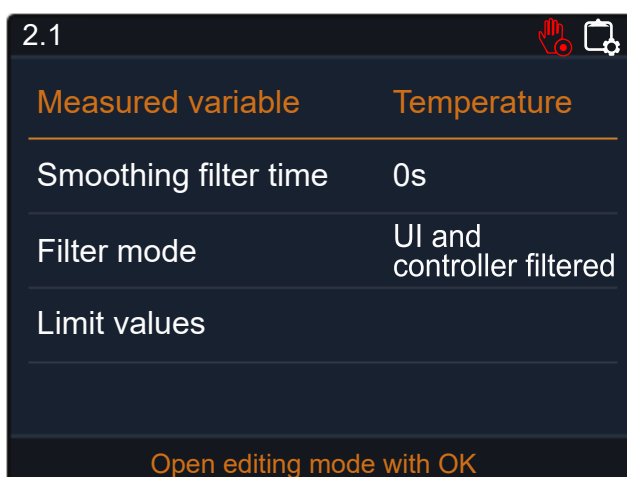 2.1
Measured variable Temperature
Smoothing filter time 0s
Filter mode UI and
controller filtered
Limit values
Open editing mode with OK